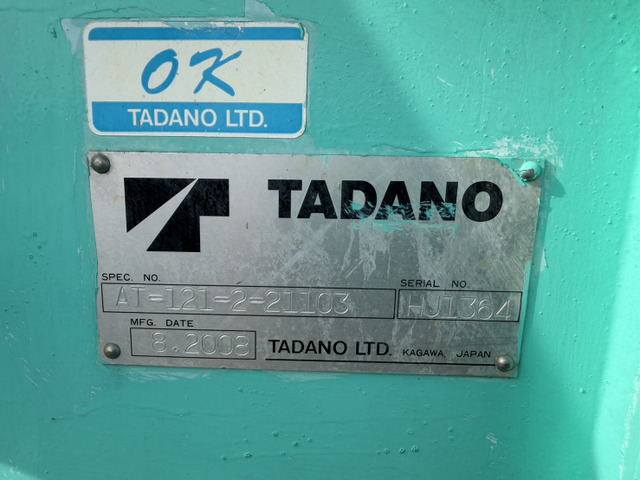 OK
TADANO LTD.
TADANO
SPEC. NO.
SERIAL NO.
AT-121-2-21103
HJ1364
MFG. DATE
8.2008
TADANO LTD. KAGAWA, JAPAN